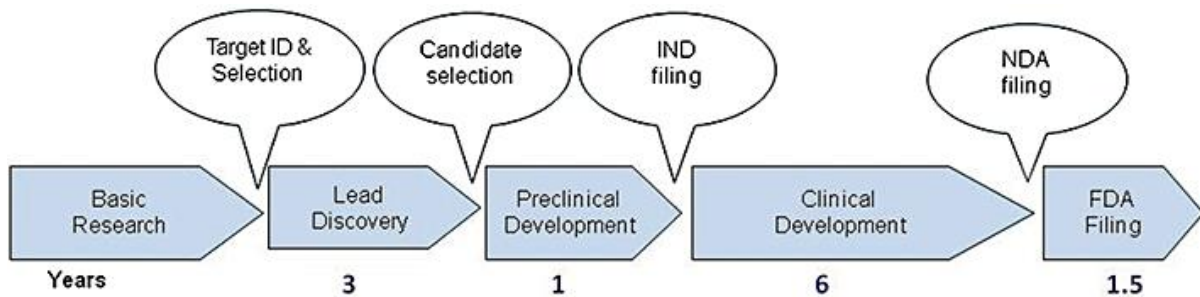 Target ID &
Selection
Candidate
selection
IND
filing
NDA
filing
Basic
Research
Lead
Discovery
Preclinical
Development
Clinical
Development
FDA
Filing
Years 3 1 6 1.5